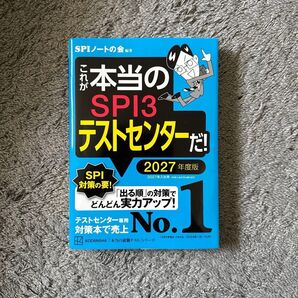 SPIノートの会 編著
これが
本当の
SPI3
テストセンターだ!
2027年度版
SPI
対策の要!
「出る順」の対策で
どんどん実力アップ!
テストセンター専用
対策本で売上
No.1
KODANSHA